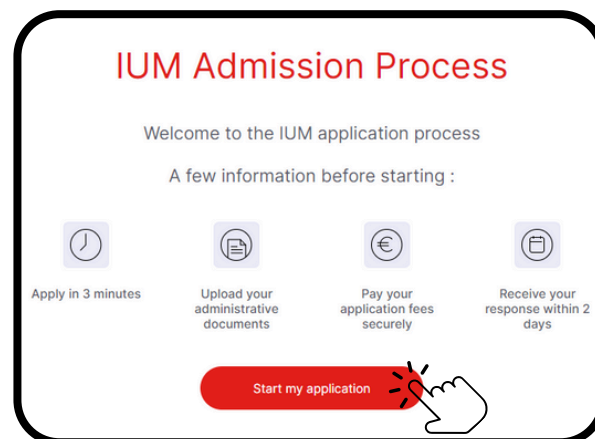 IUM Admission Process
Welcome to the IUM application process
A few information before starting :
Apply in 3 minutes
Upload your
administrative
documents
Pay your
application fees
securely
Receive your
response within 2
days
Start my application